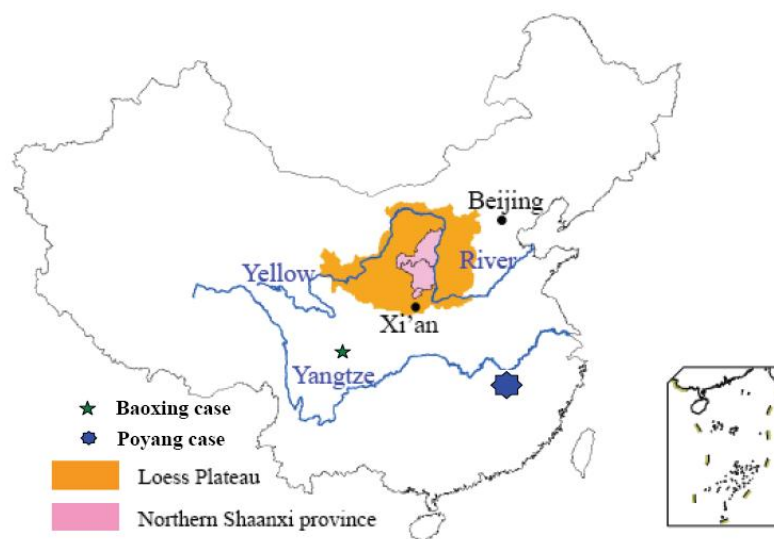 Beijing
Yellow
River
Xi'an
Yangtze
Baoxing case
Poyang case
Loess Plateau
Northern Shaanxi province